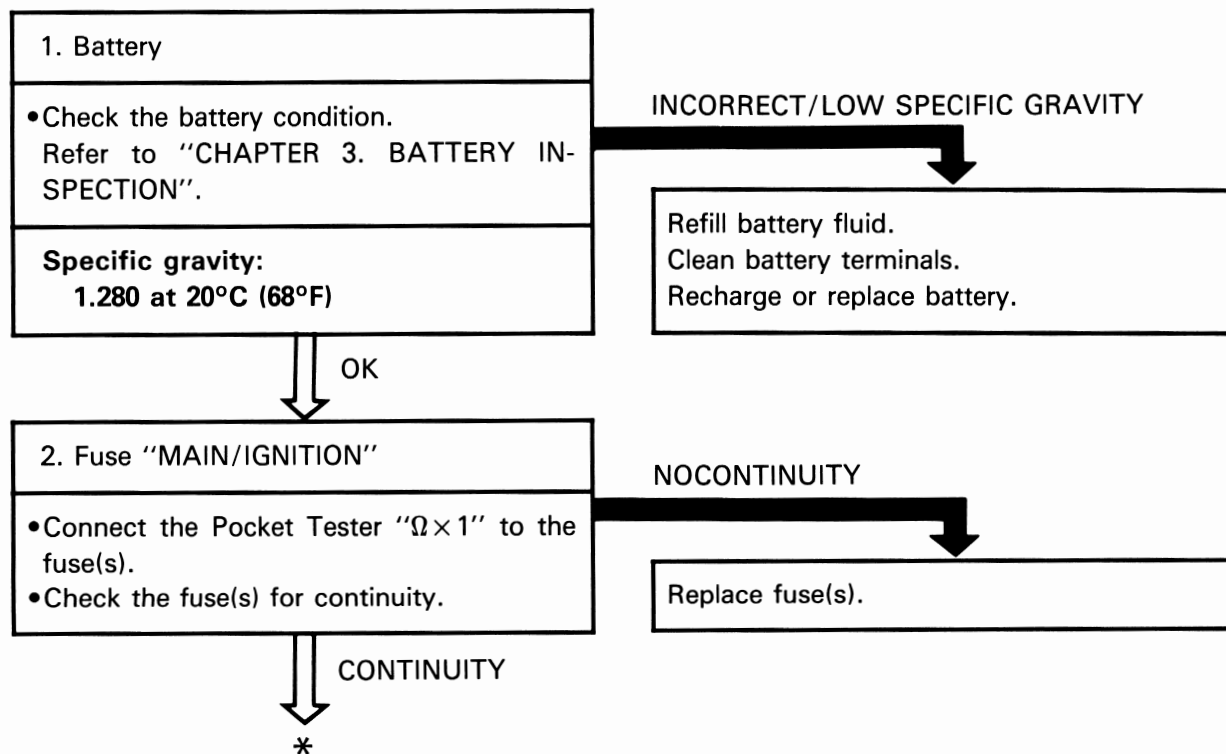 1. Battery
•Check the battery condition.
Refer to ''CHAPTER 3. BATTERY IN-
SPECTION''.
Specific gravity:
1.280 at 20°C (68°F)
INCORRECT/LOW SPECIFIC GRAVITY
Refill battery fluid.
Clean battery terminals.
Recharge or replace battery.
OK
2. Fuse ''MAIN/IGNITION''
•Connect the Pocket Tester ''Ω×1'' to the
fuse(s).
•Check the fuse(s) for continuity.
NOCONTINUITY
Replace fuse(s).
CONTINUITY
*